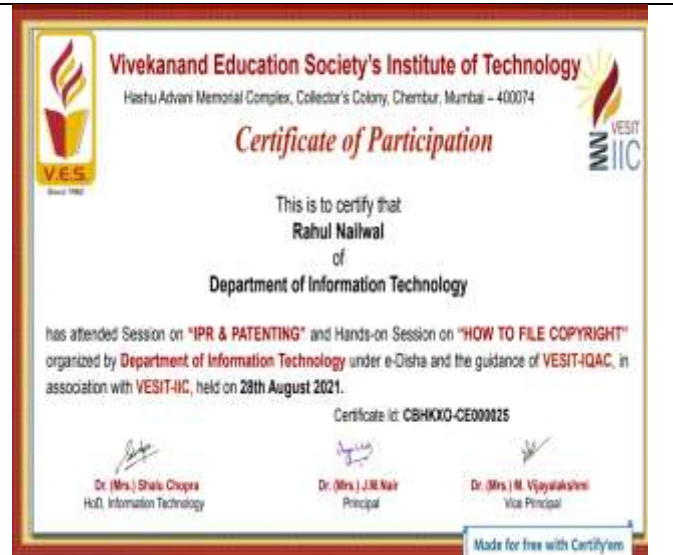 Vivekanand Education Society's Institute of Technology
Hashu Advani Memorial Complex, Collector's Colony, Chembur, Mumbai – 400074
Certificate of Participation
V.E.S.
Since 1962
VESIT
IIC
This is to certify that
Rahul Nailwal
of
Department of Information Technology
has attended Session on "IPR & PATENTING" and Hands-on Session on "HOW TO FILE COPYRIGHT"
organized by Department of Information Technology under e-Disha and the guidance of VESIT-IQAC, in
association with VESIT-IIC, held on 28th August 2021.
Certificate Id: CBHKXO-CE000025
Dr. (Mrs.) Shalu Chopra
HoD, Information Technology
Dr. (Mrs.) J.M.Nair
Principal
Dr. (Mrs.) M. Vijayalakshmi
Vice Principal
Made for free with Certify'em